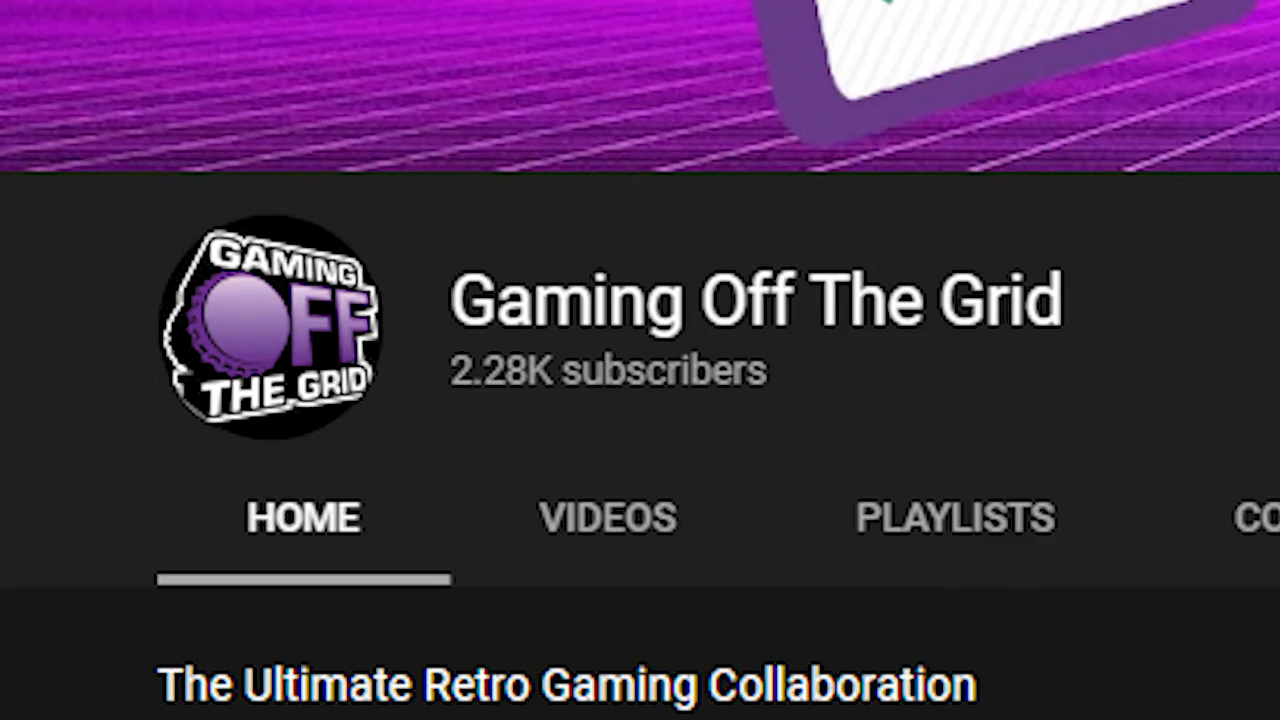 GAMING
OFF
THE GRID
Gaming Off The Grid
2.28K subscribers
HOME VIDEOS PLAYLISTS CO
The Ultimate Retro Gaming Collaboration